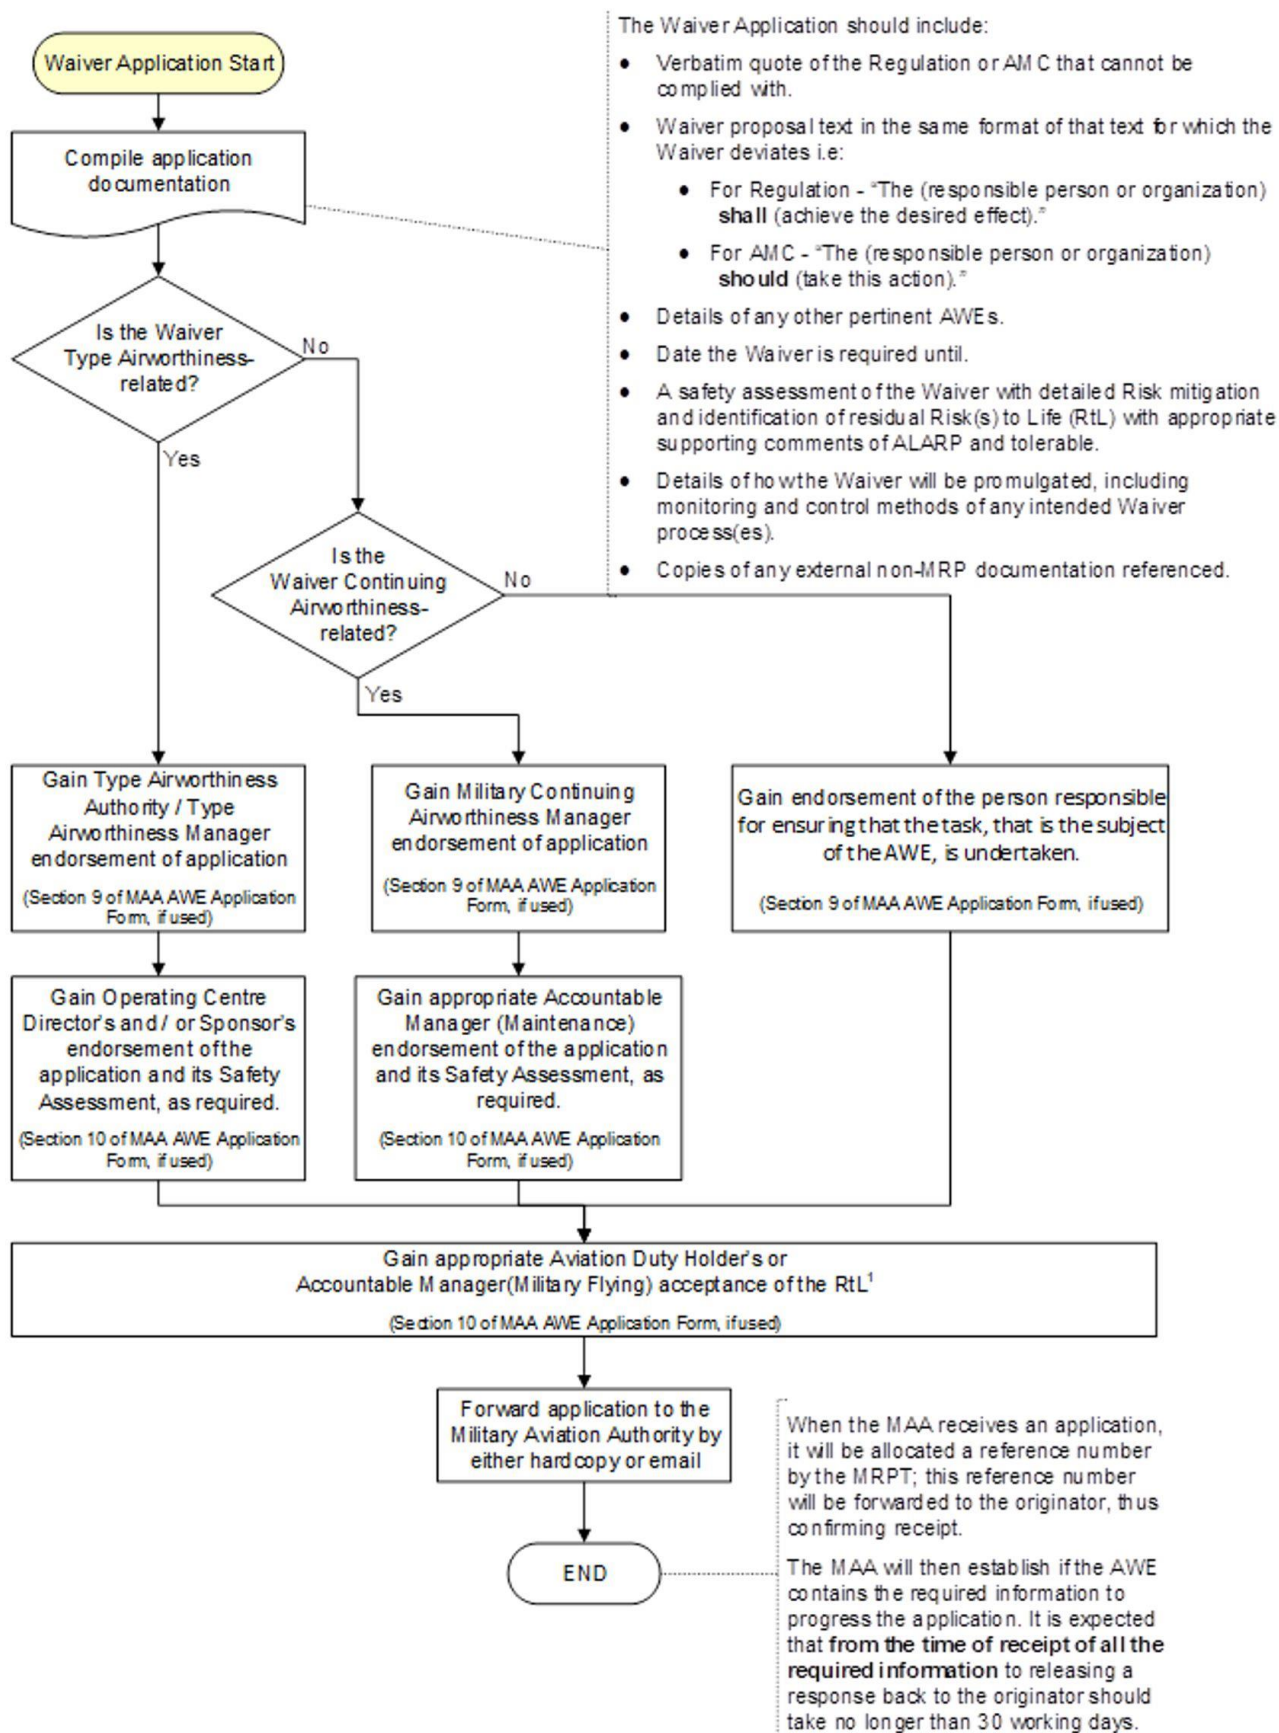 Waiver Application Start
Compile application
documentation
The Waiver Application should include:
● Verbatim quote of the Regulation or AMC that cannot be
complied with.
● Waiver proposal text in the same format of that text for which the
Waiver deviates i.e:
● For Regulation - “The (responsible person or organization)
shall (achieve the desired effect).”
● For AMC - “The (responsible person or organization)
should (take this action).”
● Details of any other pertinent AWEs.
● Date the Waiver is required until.
● A safety assessment of the Waiver with detailed Risk mitigation
and identification of residual Risk(s) to Life (RtL) with appropriate
supporting comments of ALARP and tolerable.
● Details of how the Waiver will be promulgated, including
monitoring and control methods of any intended Waiver
process(es).
● Copies of any external non-MRP documentation referenced.
Is the Waiver
Type Airworthiness-
related?
No
Yes
Is the
Waiver Continuing
Airworthiness-
related?
No
Yes
Gain Type Airworthiness
Authority / Type
Airworthiness Manager
endorsement of application
(Section 9 of MAA AWE Application
Form, if used)
Gain Military Continuing
Airworthiness Manager
endorsement of application
(Section 9 of MAA AWE Application
Form, if used)
Gain endorsement of the person responsible
for ensuring that the task, that is the subject
of the AWE, is undertaken.
(Section 9 of MAA AWE Application Form, if used)
Gain Operating Centre
Director's and / or Sponsor's
endorsement of the
application and its Safety
Assessment, as required.
(Section 10 of MAA AWE Application
Form, if used)
Gain appropriate Accountable
Manager (Maintenance)
endorsement of the application
and its Safety Assessment, as
required.
(Section 10 of MAA AWE Application
Form, if used)
Gain appropriate Aviation Duty Holder's or
Accountable Manager(Military Flying) acceptance of the RtL¹
(Section 10 of MAA AWE Application Form, if used)
Forward application to the
Military Aviation Authority by
either hardcopy or email
END
When the MAA receives an application,
it will be allocated a reference number
by the MRPT; this reference number
will be forwarded to the originator, thus
confirming receipt.
The MAA will then establish if the AWE
contains the required information to
progress the application. It is expected
that from the time of receipt of all the
required information to releasing a
response back to the originator should
take no longer than 30 working days.